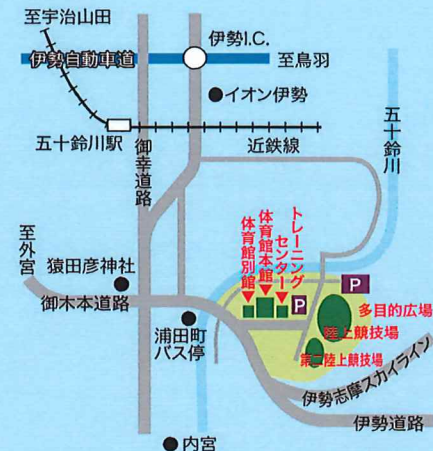 至宇治山田
伊勢I.C.
伊勢自動車道
至鳥羽
イオン伊勢
五十鈴川駅
御幸道路
近鉄線
五十鈴川
至外宮
猿田彦神社
御木本道路
浦田町
バス停
体育館別館
体育館本館
トレーニング
センター
P
P
多目的広場
陸上競技場
第二陸上競技場
伊勢志摩スカイライン
伊勢道路
内宮